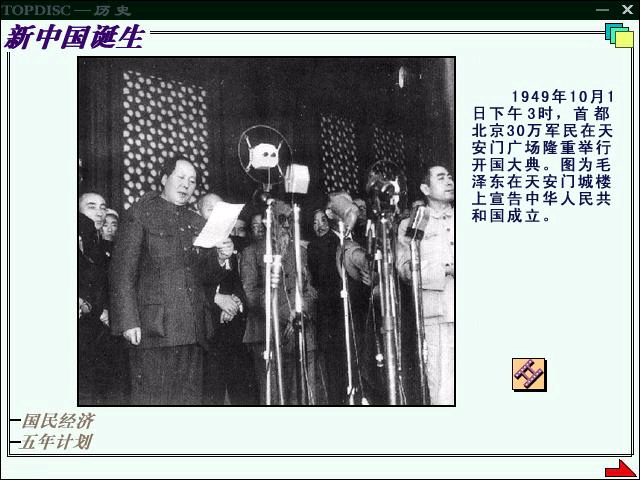 TOPDISC — 历史
新中国诞生
1949年10月1
日下午3时，首都
北京30万军民在天
安门广场隆重举行
开国大典。图为毛
泽东在天安门城楼
上宣告中华人民共
和国成立。
国民经济
五年计划